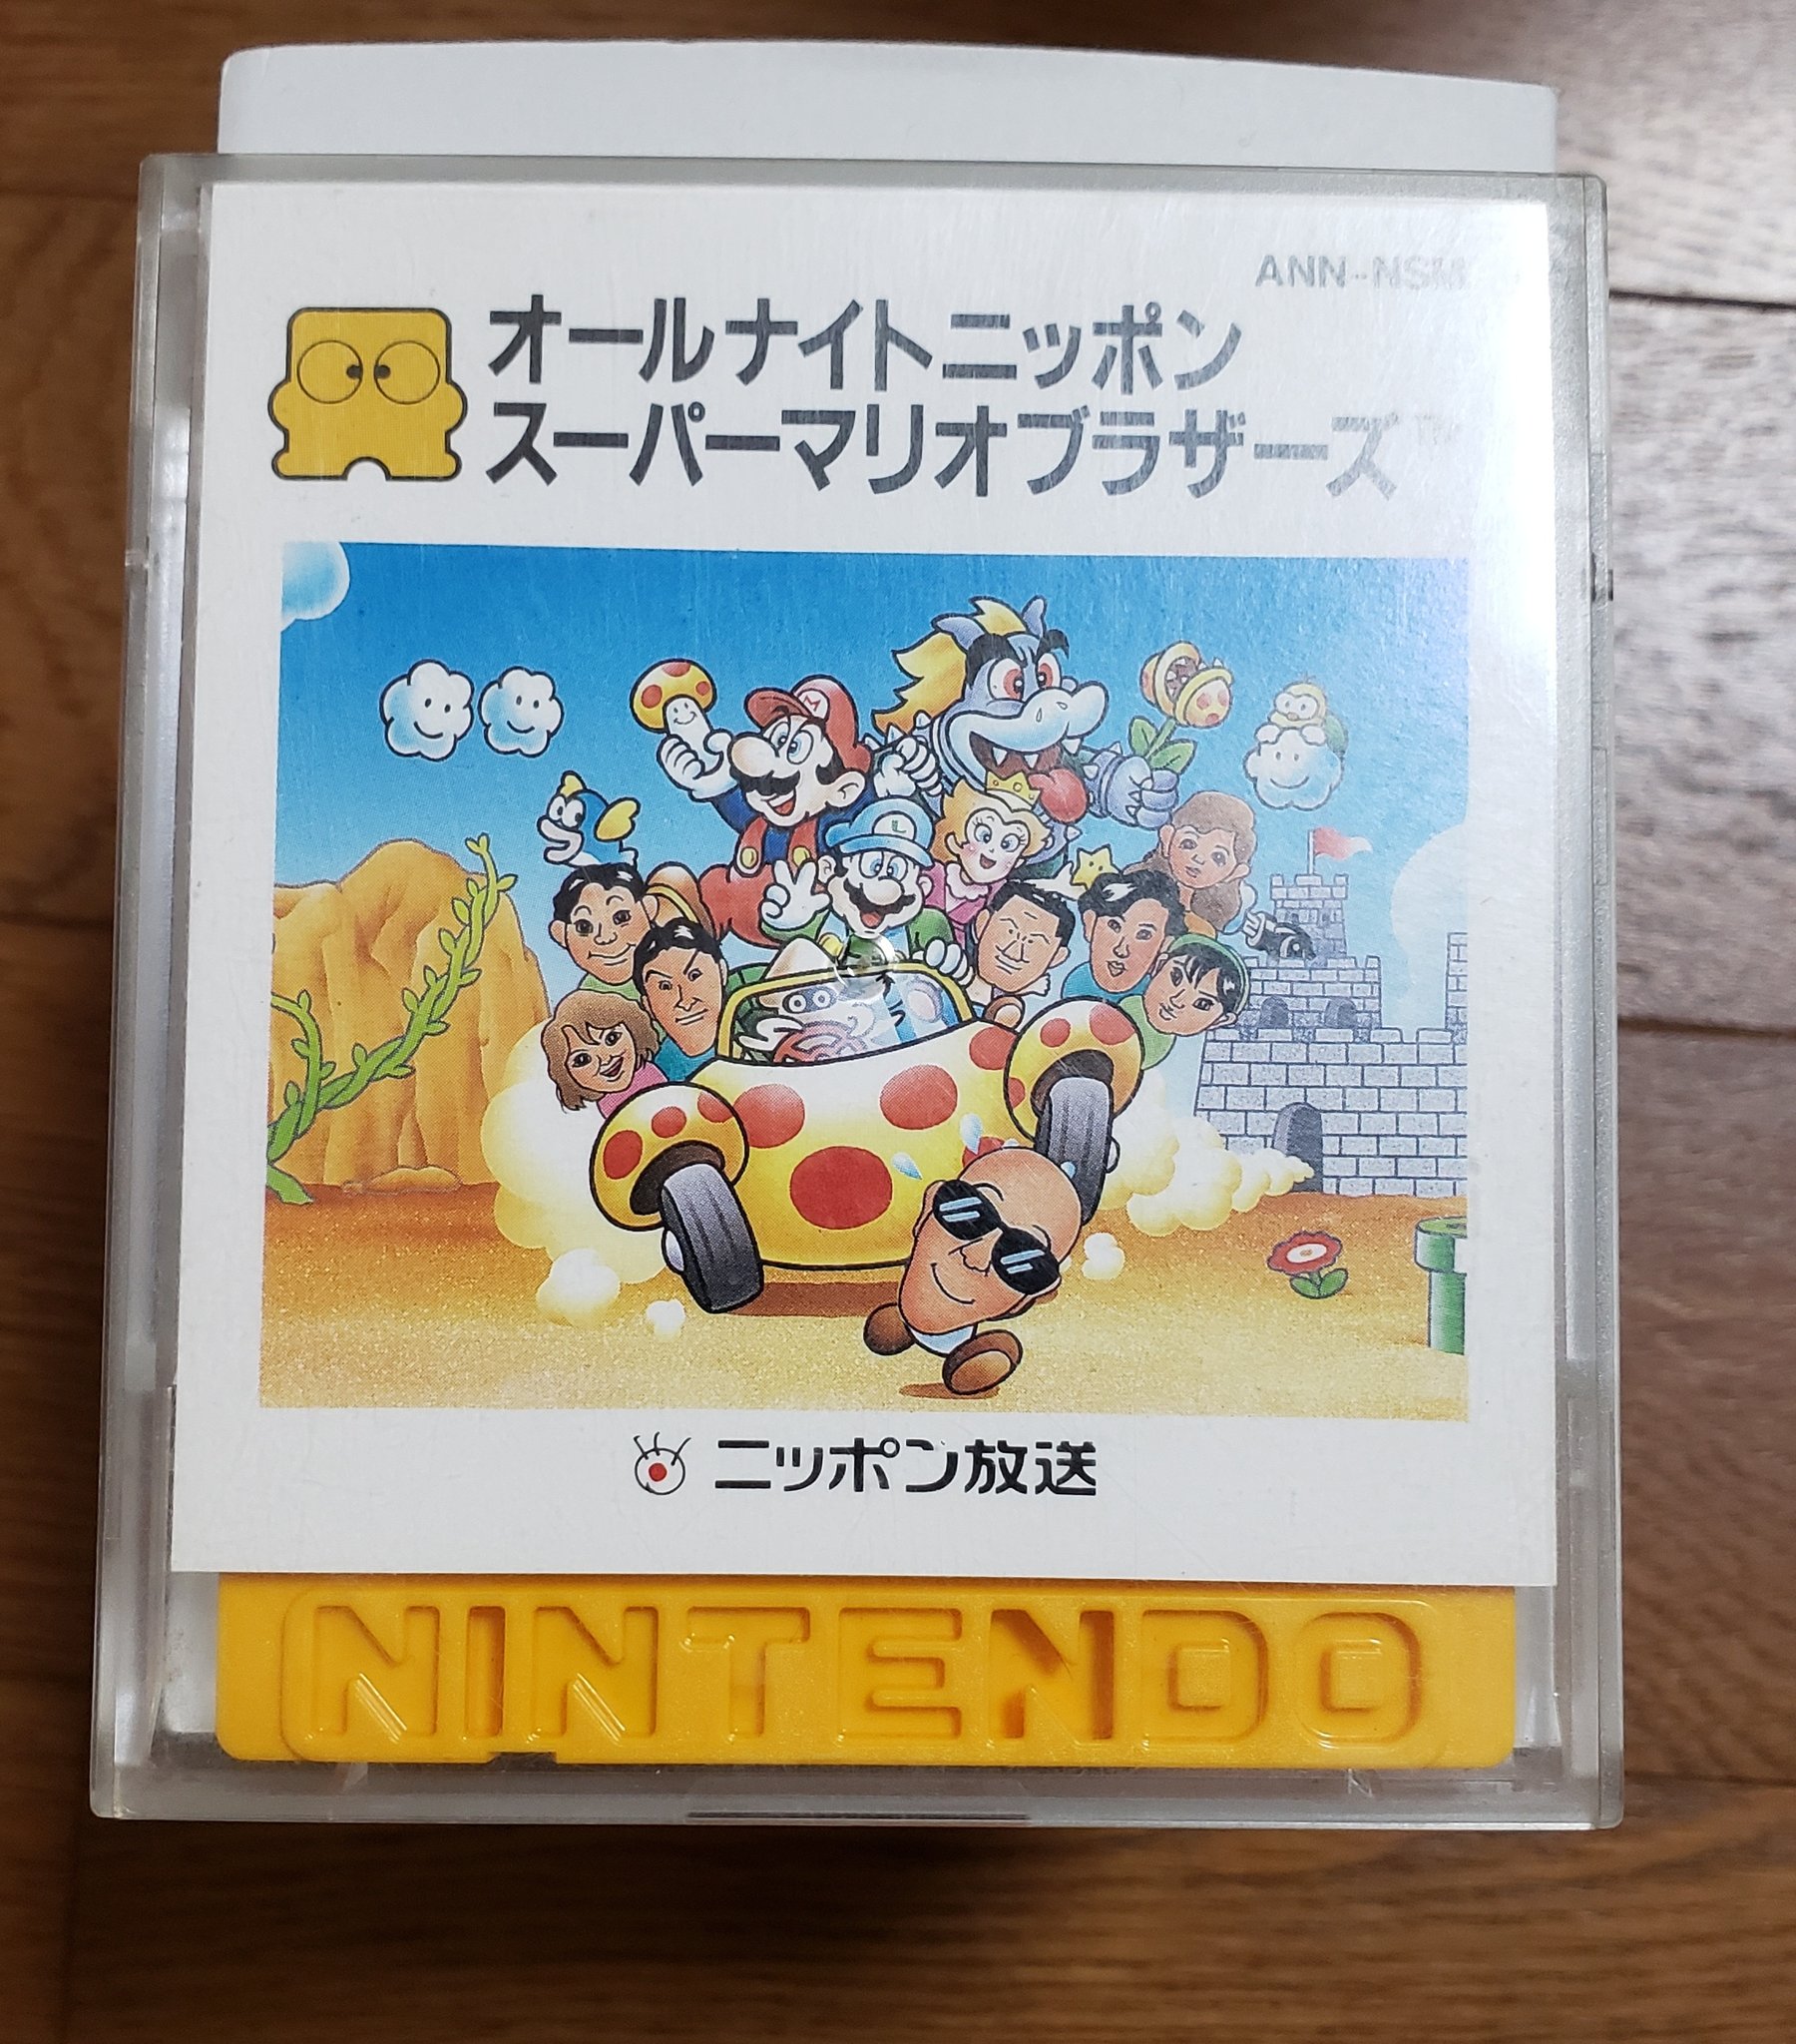 ANN-NSM
オールナイトニッポン
スーパーマリオブラザーズ™
M
L
ニッポン放送
NINTENDO